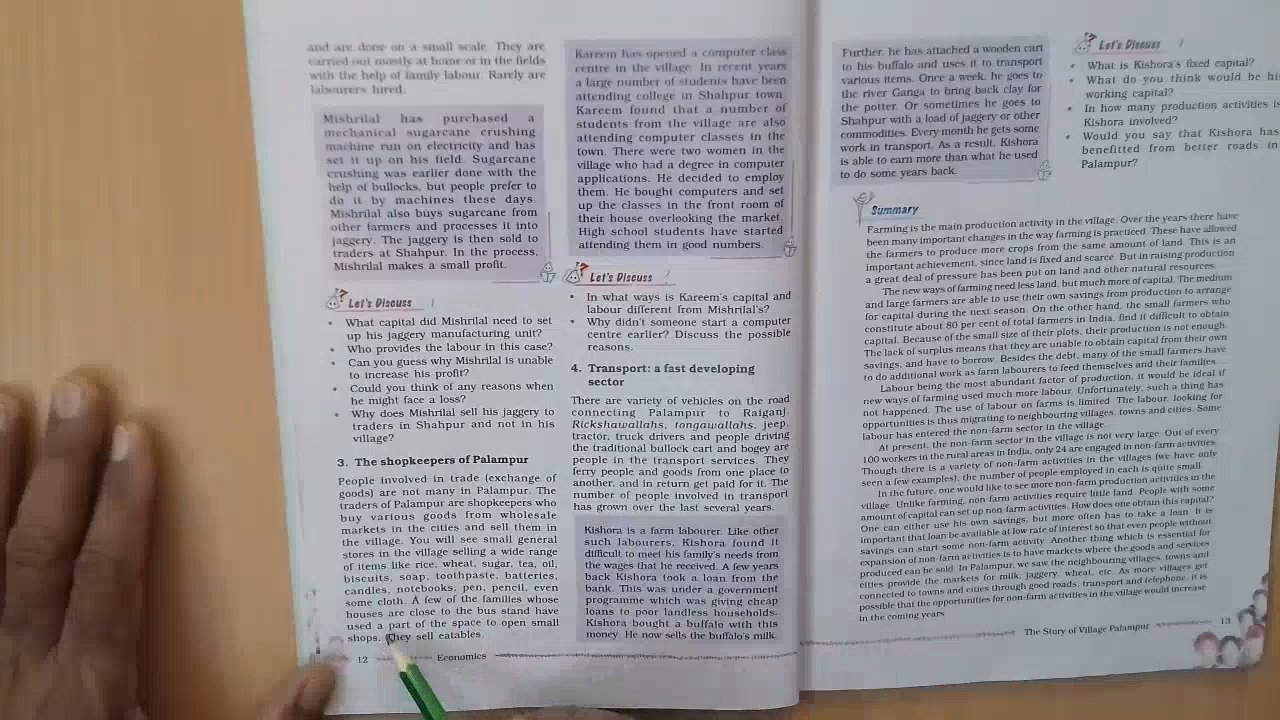 and are done on a small scale. They are
carried out mostly at home or in the fields
with the help of family labour. Rarely are
labourers hired.
Mishrilal has purchased a
mechanical sugarcane crushing
machine run on electricity and has
set it up on his field. Sugarcane
crushing was earlier done with the
help of bullocks, but people prefer to
do it by machines these days.
Mishrilal also buys sugarcane from
other farmers and processes it into
jaggery. The jaggery is then sold to
traders at Shahpur. In the process,
Mishrilal makes a small profit.
Let's Discuss
• What capital did Mishrilal need to set
up his jaggery manufacturing unit?
• Who provides the labour in this case?
• Can you guess why Mishrilal is unable
to increase his profit?
• Could you think of any reasons when
he might face a loss?
• Why does Mishrilal sell his jaggery to
traders in Shahpur and not in his
village?
3. The shopkeepers of Palampur
People involved in trade (exchange of
goods) are not many in Palampur. The
traders of Palampur are shopkeepers who
buy various goods from wholesale
markets in the cities and sell them in
the village. You will see small general
stores in the village selling a wide range
of items like rice, wheat, sugar, tea, oil,
biscuits, soap, toothpaste, batteries,
candles, notebooks, pen, pencil, even
some cloth. A few of the families whose
houses are close to the bus stand have
used a part of the space to open small
shops. They sell eatables.
12 Economics
Kareem has opened a computer class
centre in the village. In recent years
a large number of students have been
attending college in Shahpur town.
Kareem found that a number of
students from the village are also
attending computer classes in the
town. There were two women in the
village who had a degree in computer
applications. He decided to employ
them. He bought computers and set
up the classes in the front room of
their house overlooking the market.
High school students have started
attending them in good numbers.
Let's Discuss
• In what ways is Kareem's capital and
labour different from Mishrilal's?
• Why didn't someone start a computer
centre earlier? Discuss the possible
reasons.
4. Transport: a fast developing
sector
There are variety of vehicles on the road
connecting Palampur to Raiganj.
Rickshawallahs, tongawallahs, jeep,
tractor, truck drivers and people driving
the traditional bullock cart and bogey are
people in the transport services. They
ferry people and goods from one place to
another, and in return get paid for it. The
number of people involved in transport
has grown over the last several years.
Kishora is a farm labourer. Like other
such labourers, Kishora found it
difficult to meet his family's needs from
the wages that he received. A few years
back Kishora took a loan from the
bank. This was under a government
programme which was giving cheap
loans to poor landless households.
Kishora bought a buffalo with this
money. He now sells the buffalo's milk.
Further, he has attached a wooden cart
to his buffalo and uses it to transport
various items. Once a week, he goes to
the river Ganga to bring back clay for
the potter. Or sometimes he goes to
Shahpur with a load of jaggery or other
commodities. Every month he gets some
work in transport. As a result, Kishora
is able to earn more than what he used
to do some years back.
Let's Discuss
• What is Kishora's fixed capital?
• What do you think would be his
working capital?
• In how many production activities is
Kishora involved?
• Would you say that Kishora has
benefitted from better roads in
Palampur?
Summary
Farming is the main production activity in the village. Over the years there have
been many important changes in the way farming is practiced. These have allowed
the farmers to produce more crops from the same amount of land. This is an
important achievement, since land is fixed and scarce. But in raising production
a great deal of pressure has been put on land and other natural resources.
The new ways of farming need less land, but much more of capital. The medium
and large farmers are able to use their own savings from production to arrange
for capital during the next season. On the other hand, the small farmers who
constitute about 80 per cent of total farmers in India, find it difficult to obtain
capital. Because of the small size of their plots, their production is not enough.
The lack of surplus means that they are unable to obtain capital from their own
savings, and have to borrow. Besides the debt, many of the small farmers have
to do additional work as farm labourers to feed themselves and their families.
Labour being the most abundant factor of production, it would be ideal if
new ways of farming used much more labour. Unfortunately, such a thing has
not happened. The use of labour on farms is limited. The labour, looking for
opportunities is thus migrating to neighbouring villages, towns and cities. Some
labour has entered the non-farm sector in the village.
At present, the non-farm sector in the village is not very large. Out of every
100 workers in the rural areas in India, only 24 are engaged in non-farm activities.
Though there is a variety of non-farm activities in the villages (we have only
seen a few examples), the number of people employed in each is quite small.
In the future, one would like to see more non-farm production activities in the
village. Unlike farming, non-farm activities require little land. People with some
amount of capital can set up non-farm activities. How does one obtain this capital?
One can either use his own savings, but more often has to take a loan. It is
important that loan be available at low rate of interest so that even people without
savings can start some non-farm activity. Another thing which is essential for
expansion of non-farm activities is to have markets where the goods and services
produced can be sold. In Palampur, we saw the neighbouring villages, towns and
cities provide the markets for milk, jaggery, wheat, etc. As more villages get
connected to towns and cities through good roads, transport and telephone, it is
possible that the opportunities for non-farm activities in the village would increase
in the coming years.
The Story of Village Palampur 13